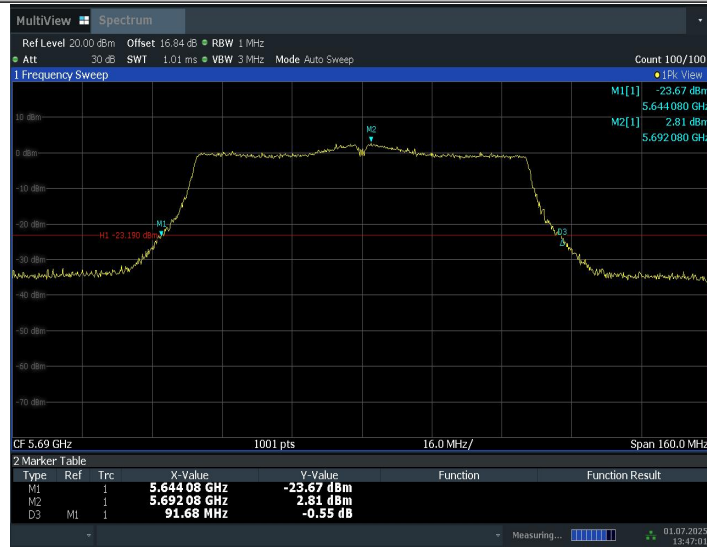 MultiView Spectrum
Ref Level 20.00 dBm Offset 16.84 dB RBW 1 MHz
Att 30 dB SWT 1.01 ms VBW 3 MHz Mode Auto Sweep Count 100/100
1 Frequency Sweep 1Pk View
M1[1] -23.67 dBm
5.644080 GHz
M2[1] 2.81 dBm
5.692080 GHz
10 dBm
M2
0 dBm
-10 dBm
-20 dBm
M1
H1 -23.190 dBm
D3
-30 dBm
-40 dBm
-50 dBm
-60 dBm
-70 dBm
CF 5.69 GHz 1001 pts 16.0 MHz/ Span 160.0 MHz
2 Marker Table
Type Ref Trc X-Value Y-Value Function Function Result
M1 1 5.644 08 GHz -23.67 dBm
M2 1 5.692 08 GHz 2.81 dBm
D3 M1 1 91.68 MHz -0.55 dB
Measuring... 01.07.2025
13:47:01